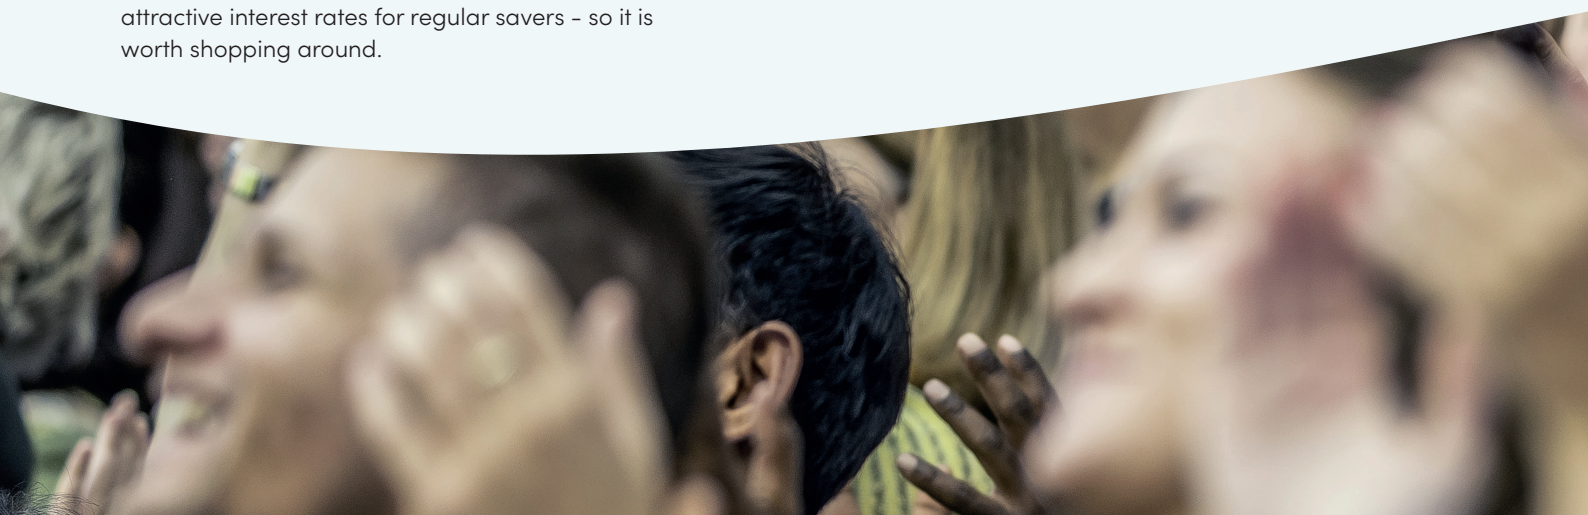 attractive interest rates for regular savers - so it is
worth shopping around.